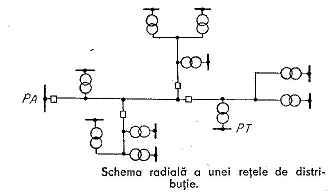 PA
PT
Schema radială a unei rețele de distri-
buție.